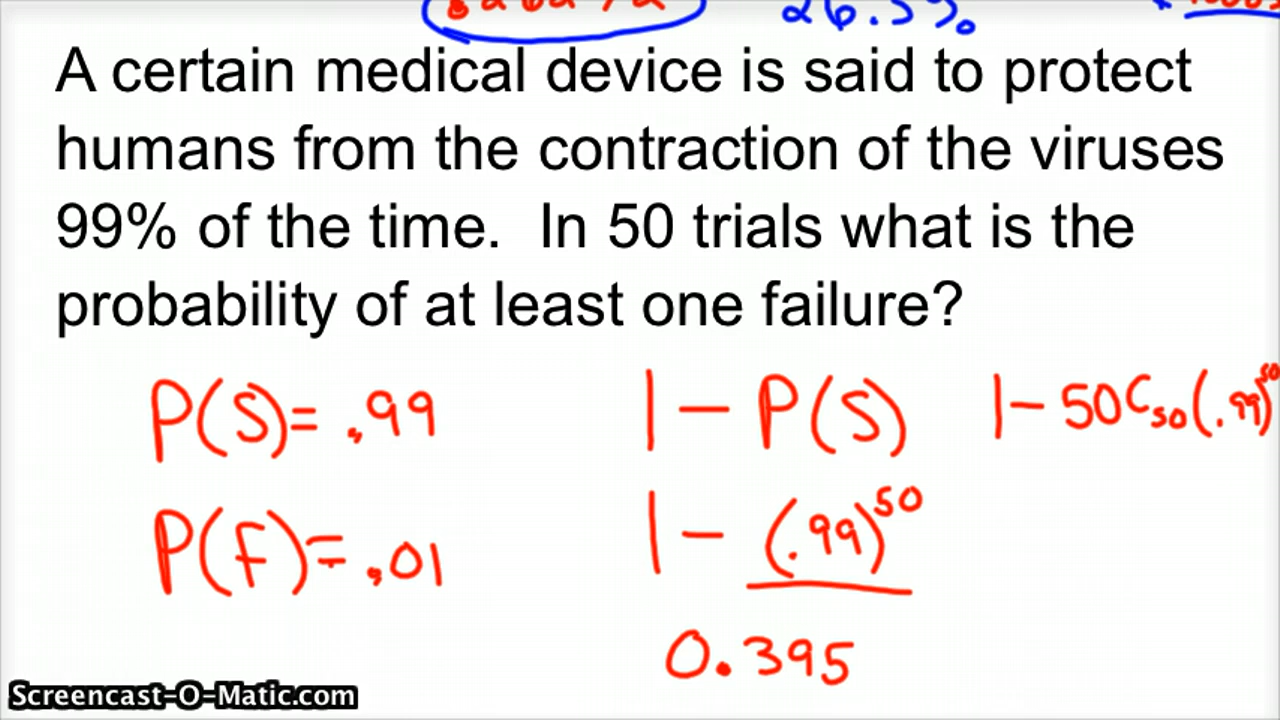 26.5%
A certain medical device is said to protect
humans from the contraction of the viruses
99% of the time. In 50 trials what is the
probability of at least one failure?
P(S)= .99
1 - P(S)
1 - 50C50(.99)^50
P(F)= .01
1 - (.99)^50
0.395
Screencast-O-Matic.com